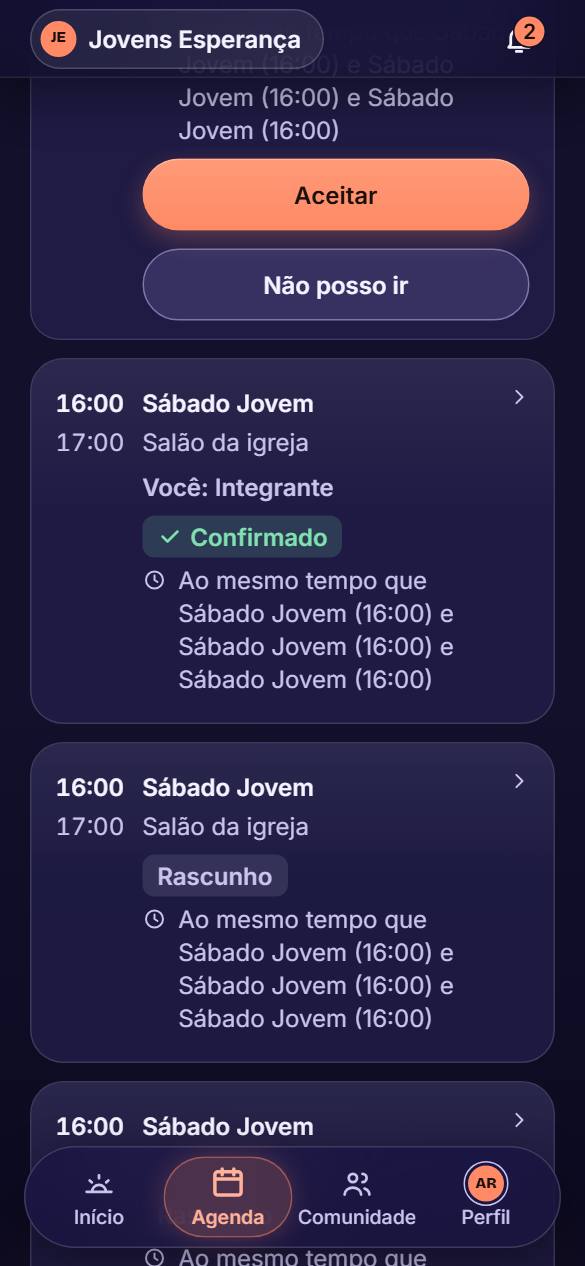 JE
Jovens Esperança
2
Jovem (16:00) e Sábado
Jovem (16:00) e Sábado
Jovem (16:00)
Aceitar
Não posso ir
16:00 Sábado Jovem
17:00 Salão da igreja
Você: Integrante
Confirmado
Ao mesmo tempo que
Sábado Jovem (16:00) e
Sábado Jovem (16:00) e
Sábado Jovem (16:00)
16:00 Sábado Jovem
17:00 Salão da igreja
Rascunho
Ao mesmo tempo que
Sábado Jovem (16:00) e
Sábado Jovem (16:00) e
Sábado Jovem (16:00)
16:00 Sábado Jovem
AR
Início
Agenda
Comunidade
Perfil
Ao mesmo tempo que